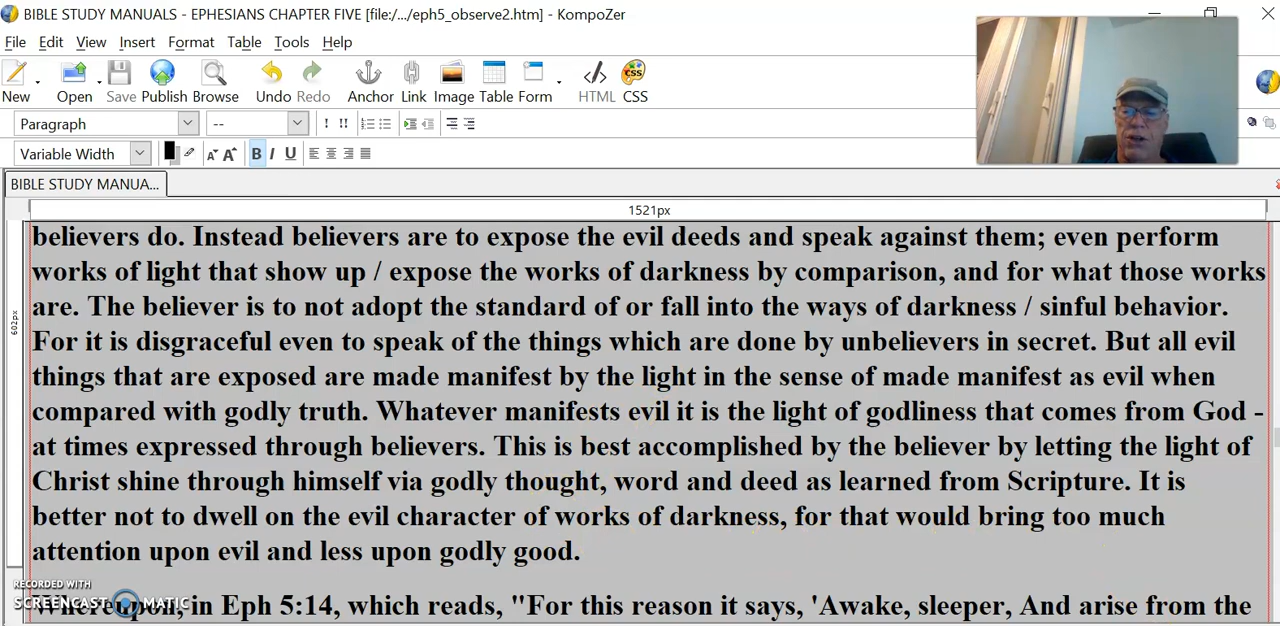 BIBLE STUDY MANUALS - EPHESIANS CHAPTER FIVE [file:/.../eph5_observe2.htm] - KompoZer
File Edit View Insert Format Table Tools Help
New Open Save Publish Browse Undo Redo Anchor Link Image Table Form HTML CSS
Paragraph --
Variable Width B I U
BIBLE STUDY MANUA...
1521px
602px
believers do. Instead believers are to expose the evil deeds and speak against them; even perform
works of light that show up / expose the works of darkness by comparison, and for what those works
are. The believer is to not adopt the standard of or fall into the ways of darkness / sinful behavior.
For it is disgraceful even to speak of the things which are done by unbelievers in secret. But all evil
things that are exposed are made manifest by the light in the sense of made manifest as evil when
compared with godly truth. Whatever manifests evil it is the light of godliness that comes from God -
at times expressed through believers. This is best accomplished by the believer by letting the light of
Christ shine through himself via godly thought, word and deed as learned from Scripture. It is
better not to dwell on the evil character of works of darkness, for that would bring too much
attention upon evil and less upon godly good.
RECORDED WITH
SCREENCAST MATIC
Whereupon, in Eph 5:14, which reads, "For this reason it says, 'Awake, sleeper, And arise from the